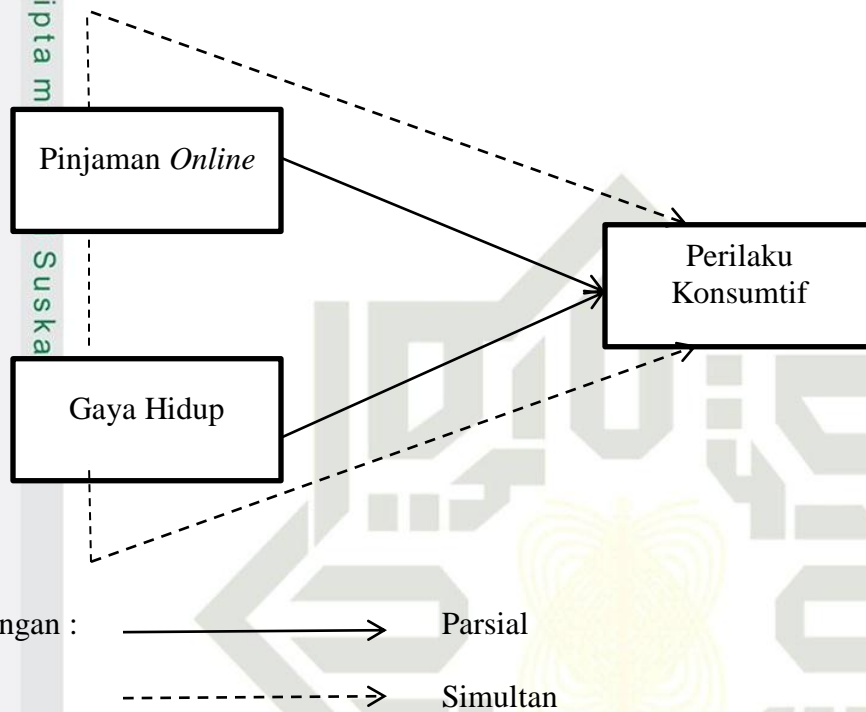 ipta m
Suska
Pinjaman Online
Perilaku
Konsumtif
Gaya Hidup
ngan :
Parsial
Simultan